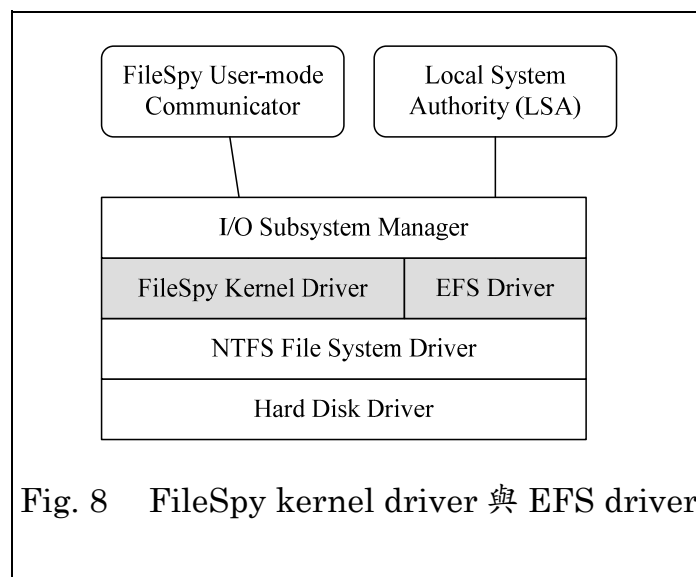 FileSpy User-mode
Communicator
Local System
Authority (LSA)
I/O Subsystem Manager
FileSpy Kernel Driver
EFS Driver
NTFS File System Driver
Hard Disk Driver
Fig. 8 FileSpy kernel driver 與 EFS driver